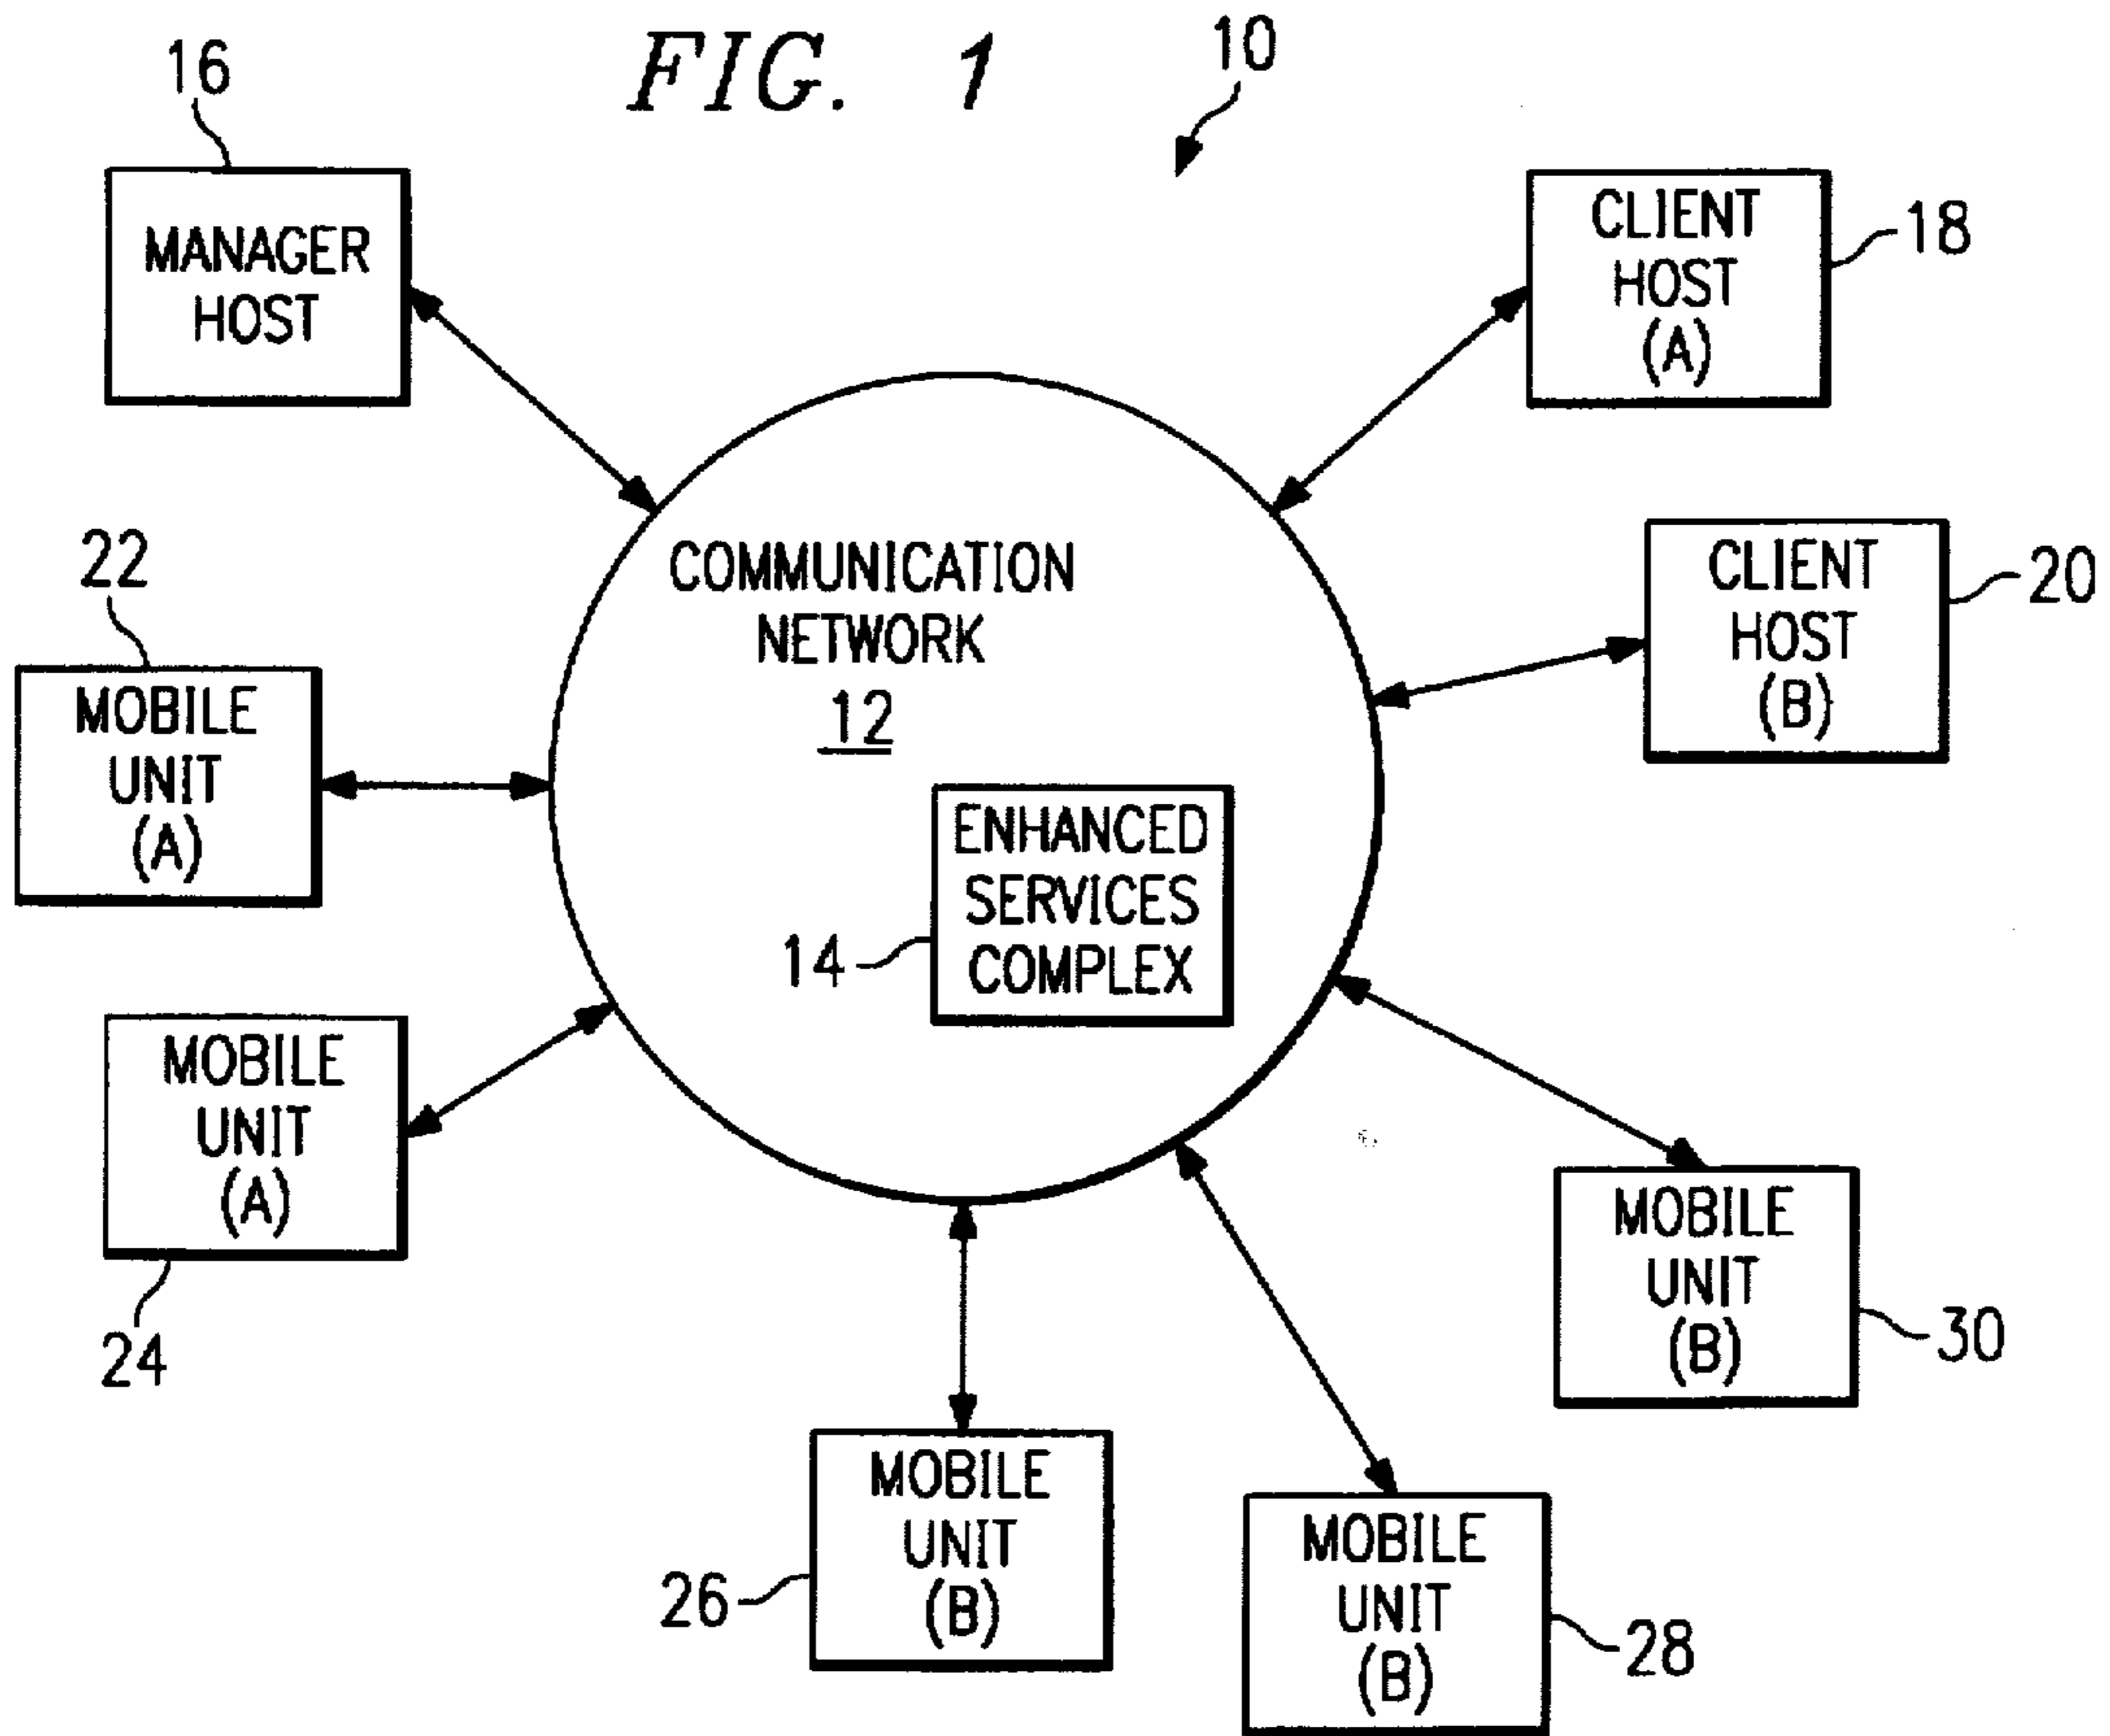 FIG. 1
10
16
MANAGER
HOST
CLIENT
HOST
(A)
18
COMMUNICATION
NETWORK
12
CLIENT
HOST
(B)
20
22
MOBILE
UNIT
(A)
ENHANCED
SERVICES
COMPLEX
14
MOBILE
UNIT
(A)
24
MOBILE
UNIT
(B)
30
MOBILE
UNIT
(B)
26
MOBILE
UNIT
(B)
28